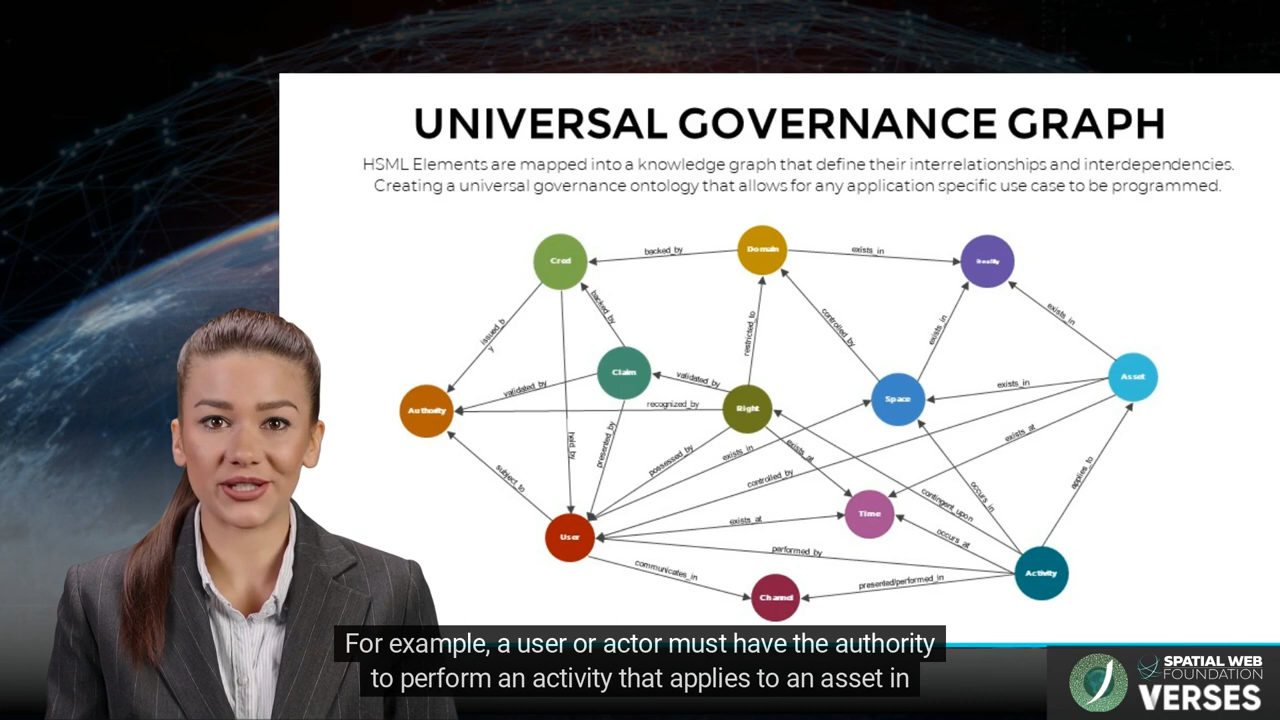 UNIVERSAL GOVERNANCE GRAPH
HSML Elements are mapped into a knowledge graph that define their interrelationships and interdependencies.
Creating a universal governance ontology that allows for any application specific use case to be programmed.
Cred
backed_by
Domain
exists_in
Reality
issued_b
y
backed_by
restricted_to
controlled_by
exists_in
exists_in
Claim
validated_by
Asset
validated_by
exists_in
Authority
recognized_by
Right
Space
held_by
presented_by
possessed_by
exists_in
exists_at
exists_at
controlled_by
applies_to
subject_to
contingent_upon
occurs_in
Time
exists_at
occurs_at
User
performed_by
communicates_in
presented/performed_in
Activity
Channel
For example, a user or actor must have the authority
to perform an activity that applies to an asset in
SPATIAL WEB
FOUNDATION
VERSES